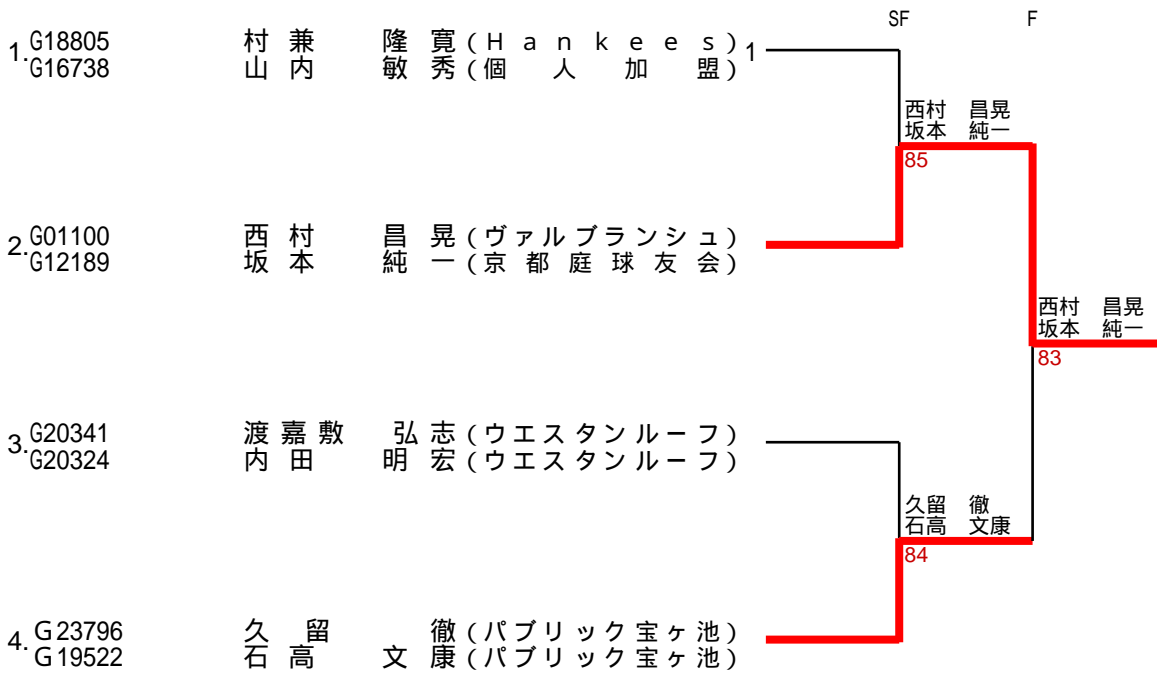 SF F
1. G18805 村兼 隆寛(Hankees) 1
G16738 山内 敏秀(個人加盟)
西村 昌晃
坂本 純一
85
2. G01100 西村 昌晃(ヴァルブランシュ)
G12189 坂本 純一(京都庭球友会)
西村 昌晃
坂本 純一
83
3. G20341 渡嘉敷 弘志(ウエスタンルーフ)
G20324 内田 明宏(ウエスタンルーフ)
久留 徹
石高 文康
84
4. G23796 久留 徹(パブリック宝ヶ池)
G19522 石高 文康(パブリック宝ヶ池)